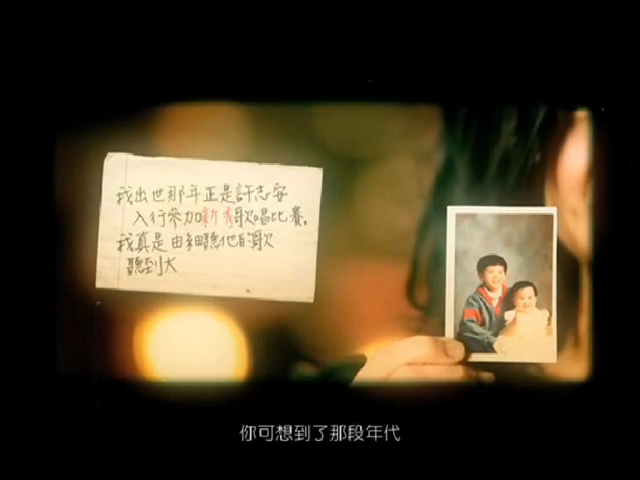 我出世那年正是許志安
入行參加新秀歌唱比賽,
我真是由細聽他的歌
聽到大
你可想到了那段年代